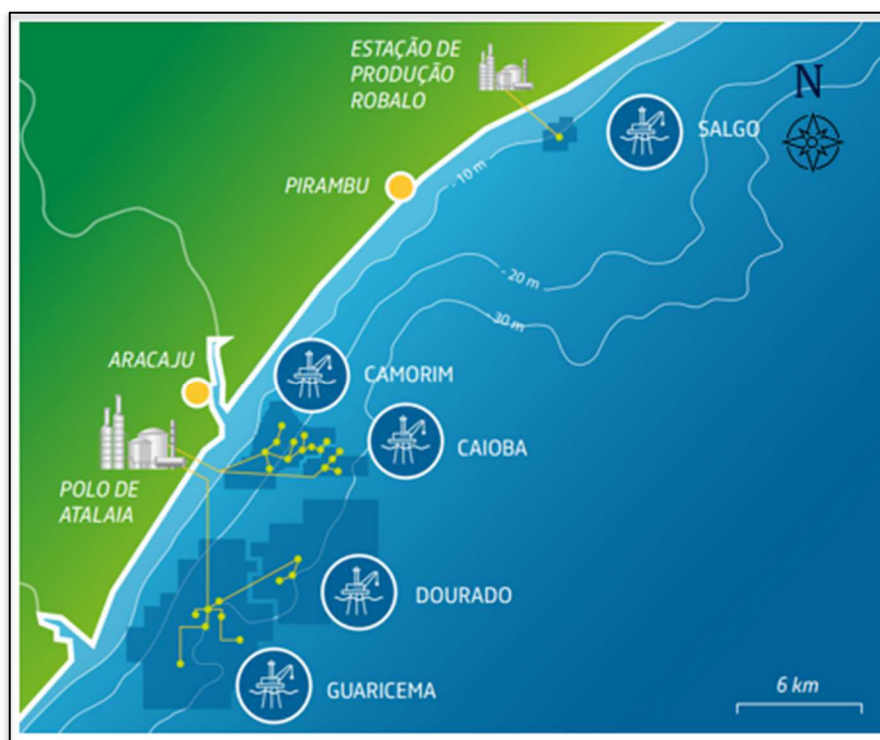 ESTAÇÃO DE
PRODUÇÃO
ROBALO
N
SALGO
PIRAMBU
- 10 m
- 20 m
- 30 m
ARACAJU
CAMORIM
CAIOBA
POLO DE
ATALAIA
DOURADO
GUARICEMA
6 km